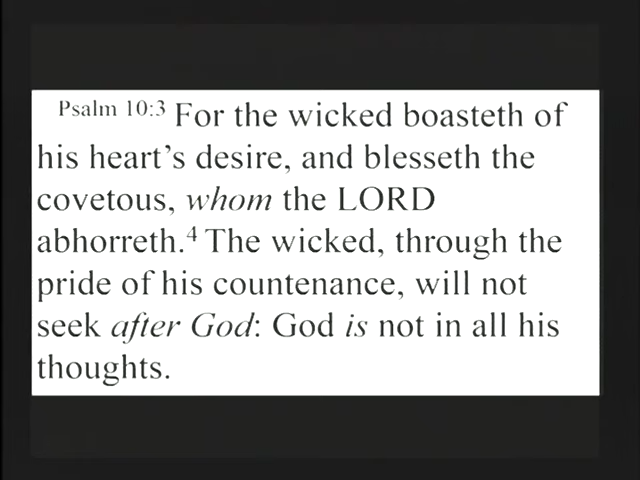 Psalm 10:3 For the wicked boasteth of
his heart's desire, and blesseth the
covetous, whom the LORD
abhorreth.4 The wicked, through the
pride of his countenance, will not
seek after God: God is not in all his
thoughts.